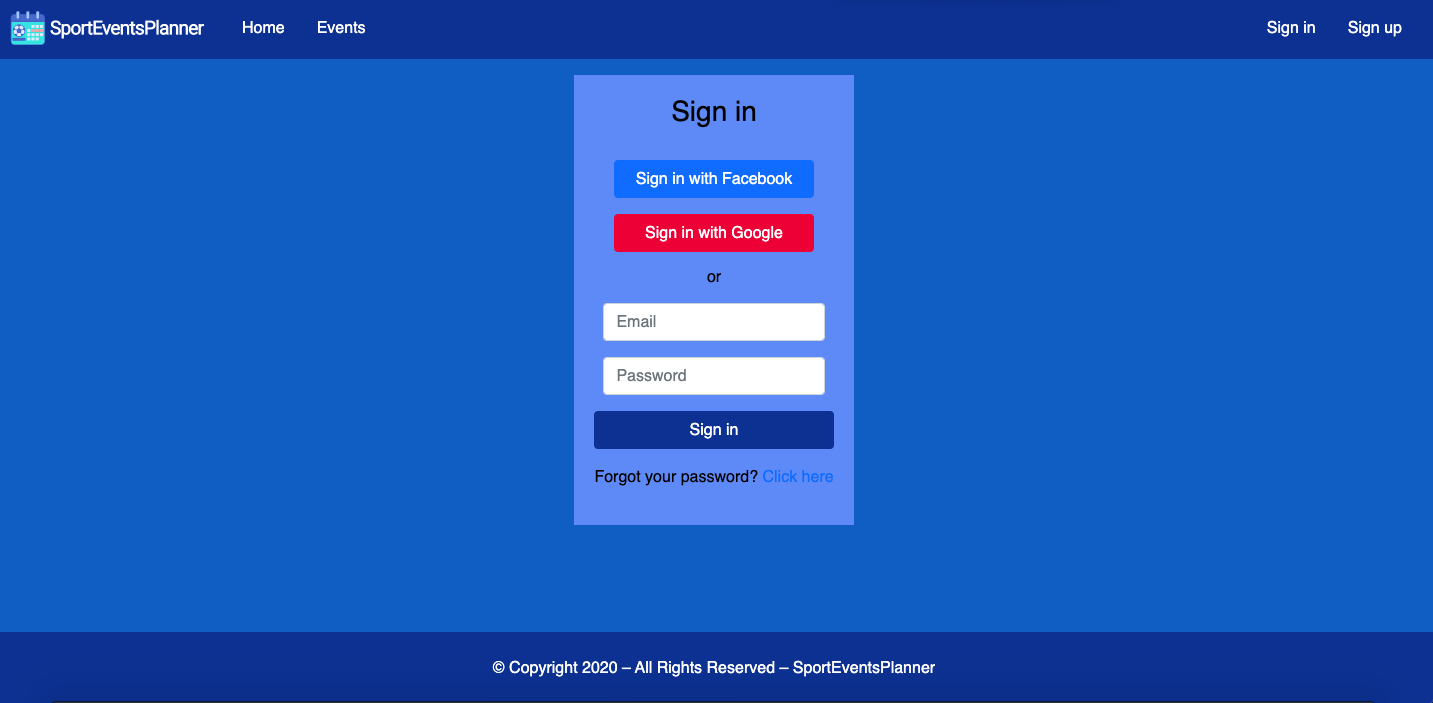 SportEventsPlanner Home Events Sign in Sign up
Sign in
Sign in with Facebook
Sign in with Google
or
Email
Password
Sign in
Forgot your password? Click here
© Copyright 2020 – All Rights Reserved – SportEventsPlanner